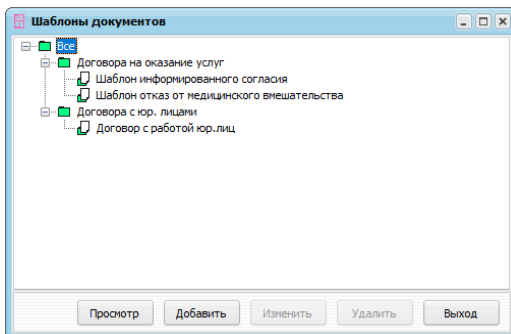 Шаблоны документов
Все
Договора на оказание услуг
Шаблон информированного согласия
Шаблон отказ от медицинского вмешательства
Договора с юр. лицами
Договор с работой юр.лиц
Просмотр Добавить Изменить Удалить Выход